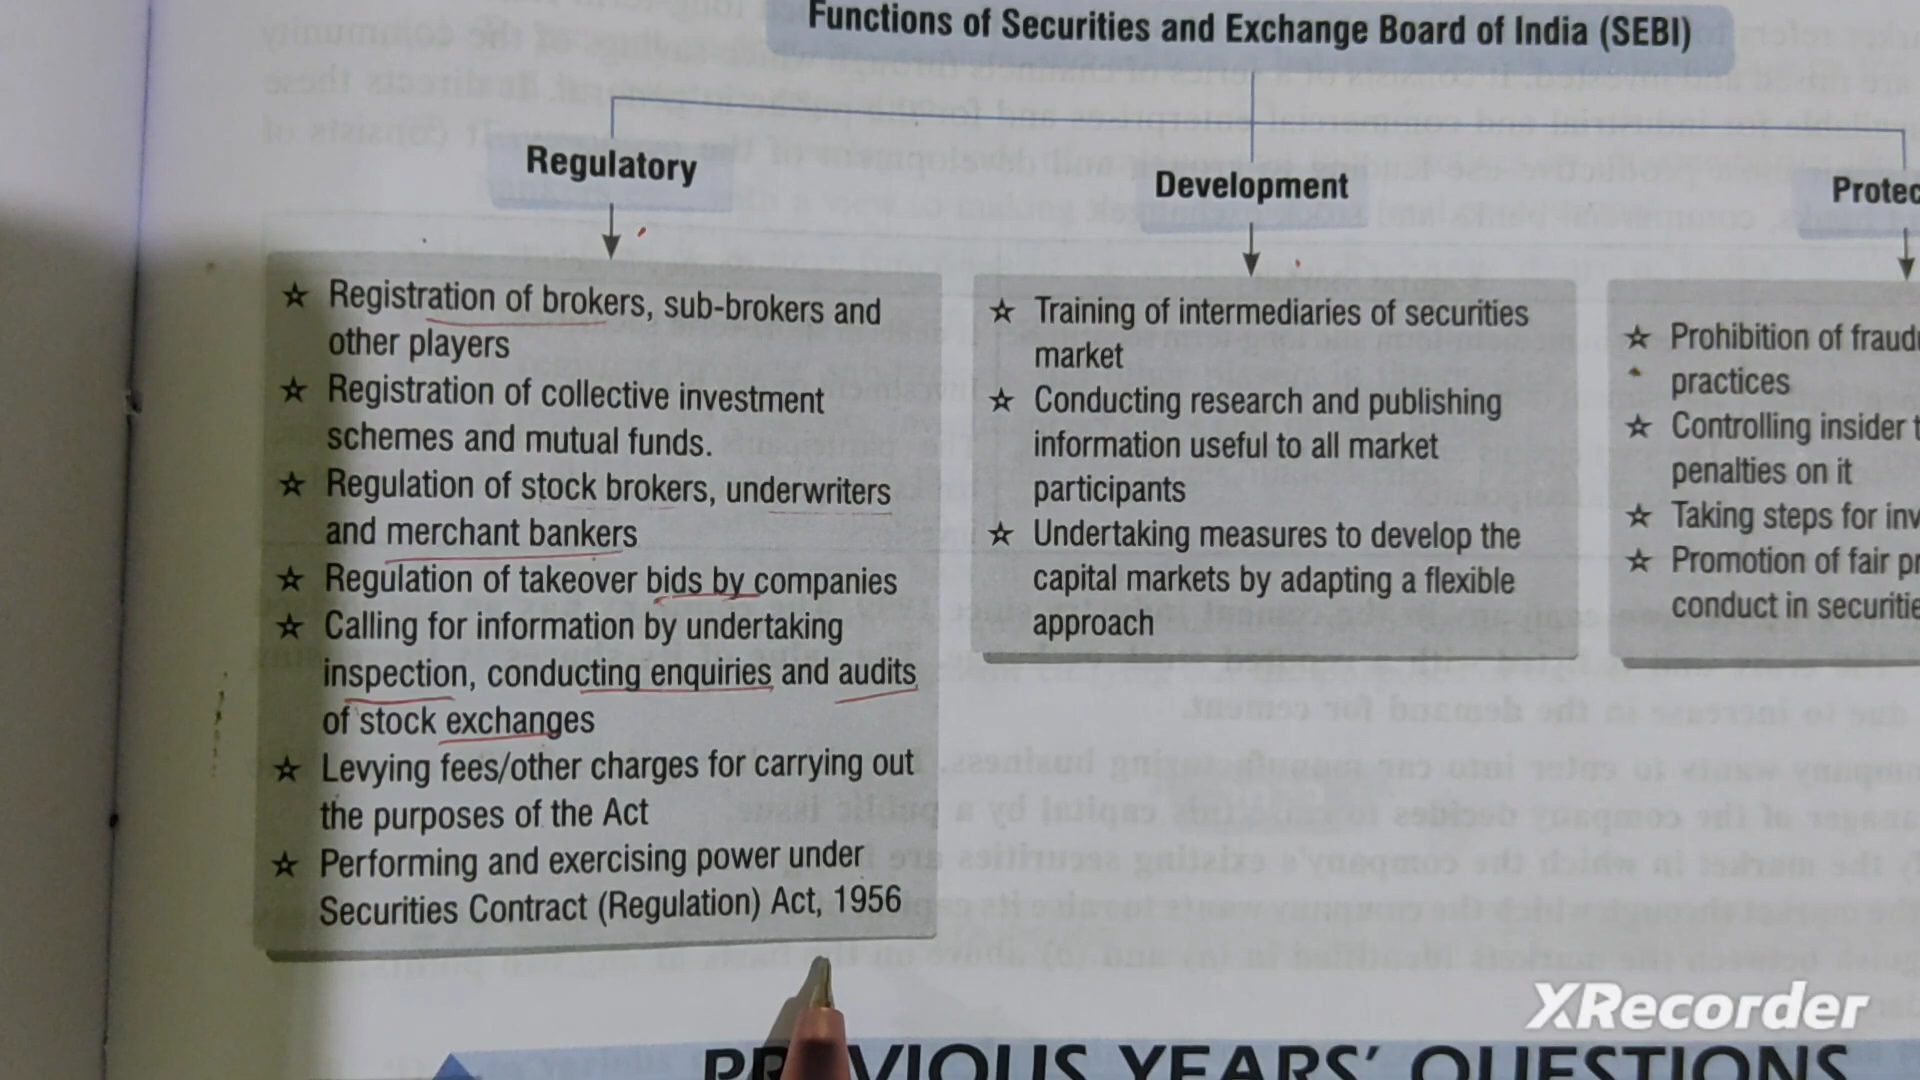 Functions of Securities and Exchange Board of India (SEBI)
Regulatory
☆ Registration of brokers, sub-brokers and
other players
☆ Registration of collective investment
schemes and mutual funds.
☆ Regulation of stock brokers, underwriters
and merchant bankers
☆ Regulation of takeover bids by companies
☆ Calling for information by undertaking
inspection, conducting enquiries and audits
of stock exchanges
☆ Levying fees/other charges for carrying out
the purposes of the Act
☆ Performing and exercising power under
Securities Contract (Regulation) Act, 1956
Development
☆ Training of intermediaries of securities
market
☆ Conducting research and publishing
information useful to all market
participants
☆ Undertaking measures to develop the
capital markets by adapting a flexible
approach
Protec
☆ Prohibition of fraud
practices
☆ Controlling insider t
penalties on it
☆ Taking steps for inv
☆ Promotion of fair pr
conduct in securitie
XRecorder
PREVIOUS YEARS' QUESTIONS